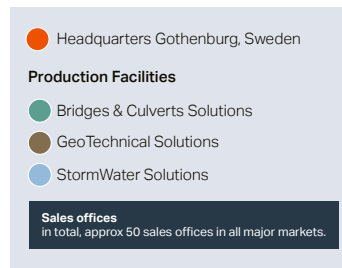 Headquarters Gothenburg, Sweden
Production Facilities
Bridges & Culverts Solutions
GeoTechnical Solutions
StormWater Solutions
Sales offices
in total, approx 50 sales offices in all major markets.